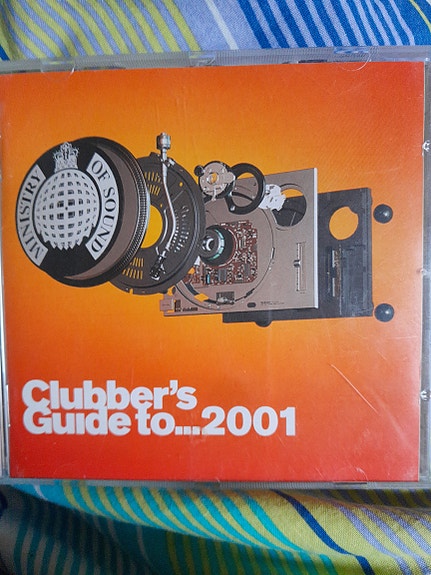 MINISTRY OF SOUND
Clubber's
Guide to...2001